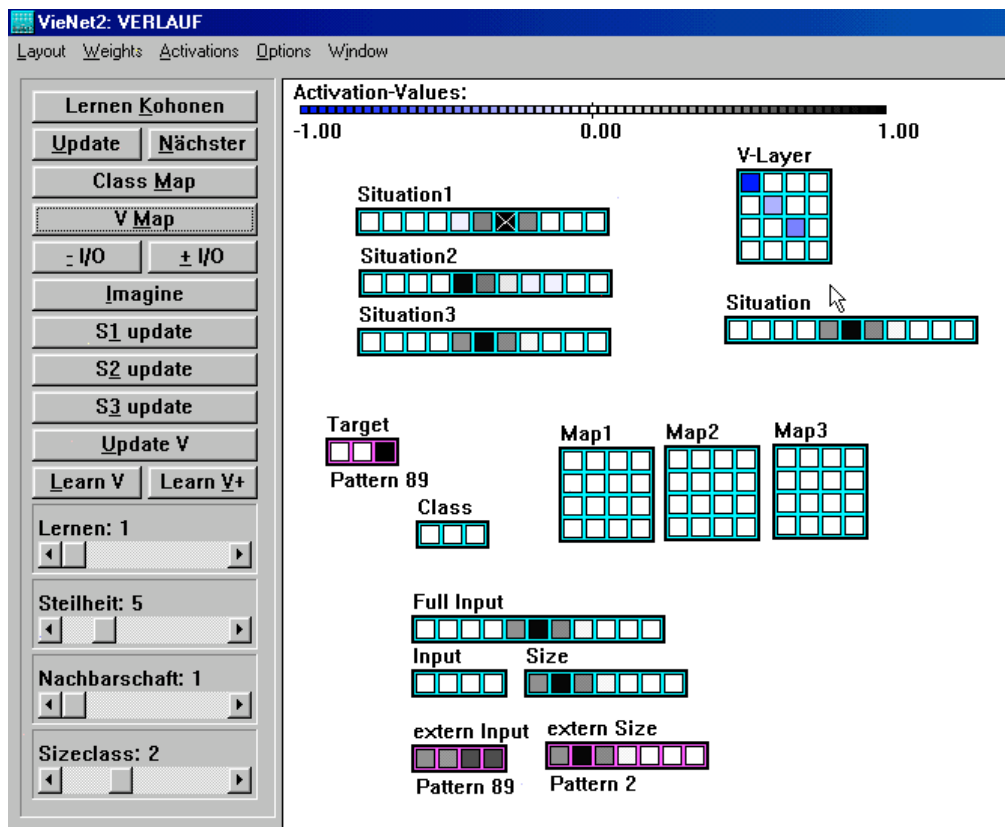 VieNet2: VERLAUF
Layout Weights Activations Options Window
Lernen Kohonen
Update Nächster
Class Map
V Map
- I/O + I/O
Imagine
S1 update
S2 update
S3 update
Update V
Learn V Learn V+
Lernen: 1
Steilheit: 5
Nachbarschaft: 1
Sizeclass: 2
Activation-Values:
-1.00 0.00 1.00
V-Layer
Situation1
Situation2
Situation
Situation3
Target
Pattern 89
Map1 Map2 Map3
Class
Full Input
Input Size
extern Input extern Size
Pattern 89 Pattern 2